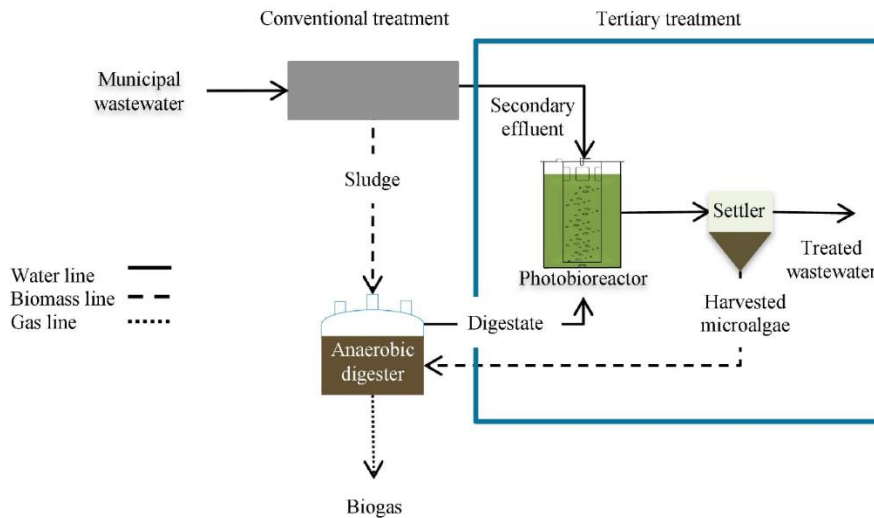 Conventional treatment
Tertiary treatment
Municipal
wastewater
Secondary
effluent
Sludge
Settler
Treated
wastewater
Photobioreactor
Water line
Biomass line
Gas line
Harvested
microalgae
Digestate
Anaerobic
digester
Biogas